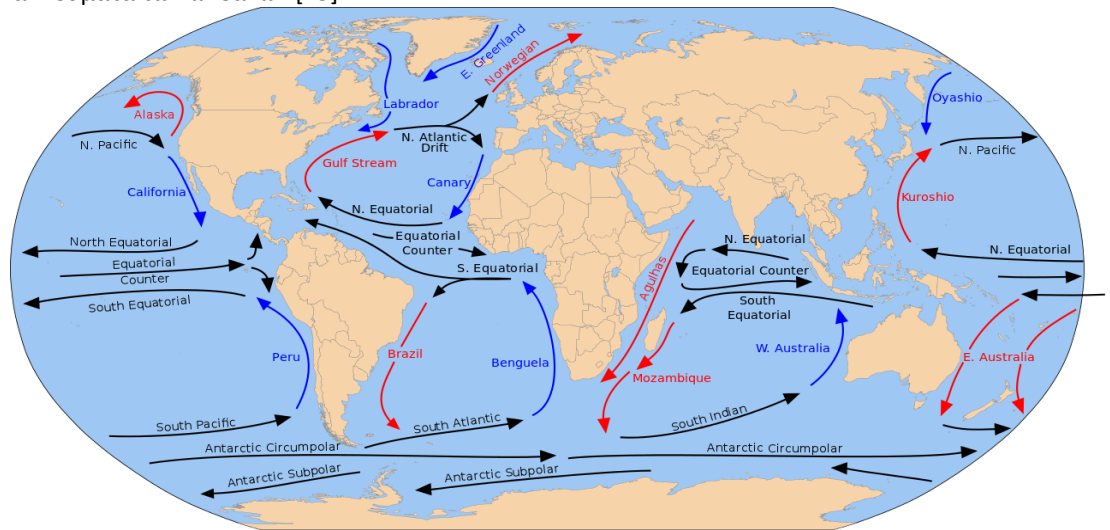 E. Greenland
Norwegian
Labrador
Alaska
Oyashio
N. Pacific
N. Atlantic
Drift
N. Pacific
Gulf Stream
California
Canary
Kuroshio
N. Equatorial
North Equatorial
Equatorial
Counter
N. Equatorial
N. Equatorial
Equatorial
Counter
S. Equatorial
Equatorial Counter
Agulhas
South Equatorial
South
Equatorial
Peru
Brazil
Benguela
W. Australia
E. Australia
Mozambique
South Pacific
South Atlantic
South Indian
Antarctic Circumpolar
Antarctic Circumpolar
Antarctic Subpolar
Antarctic Subpolar